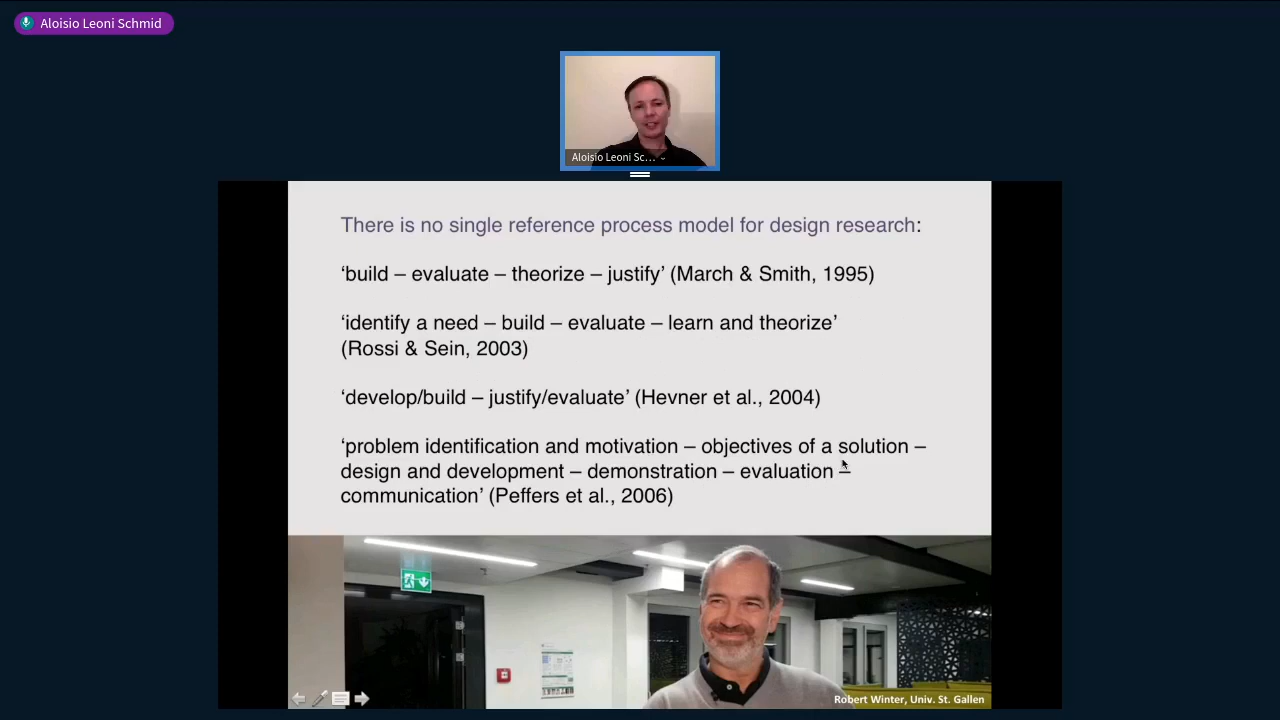 Aloisio Leoni Schmid
Aloisio Leoni Sc...
There is no single reference process model for design research:
‘build – evaluate – theorize – justify’ (March & Smith, 1995)
‘identify a need – build – evaluate – learn and theorize’
(Rossi & Sein, 2003)
‘develop/build – justify/evaluate’ (Hevner et al., 2004)
‘problem identification and motivation – objectives of a solution –
design and development – demonstration – evaluation –
communication’ (Peffers et al., 2006)
Robert Winter, Univ. St. Gallen